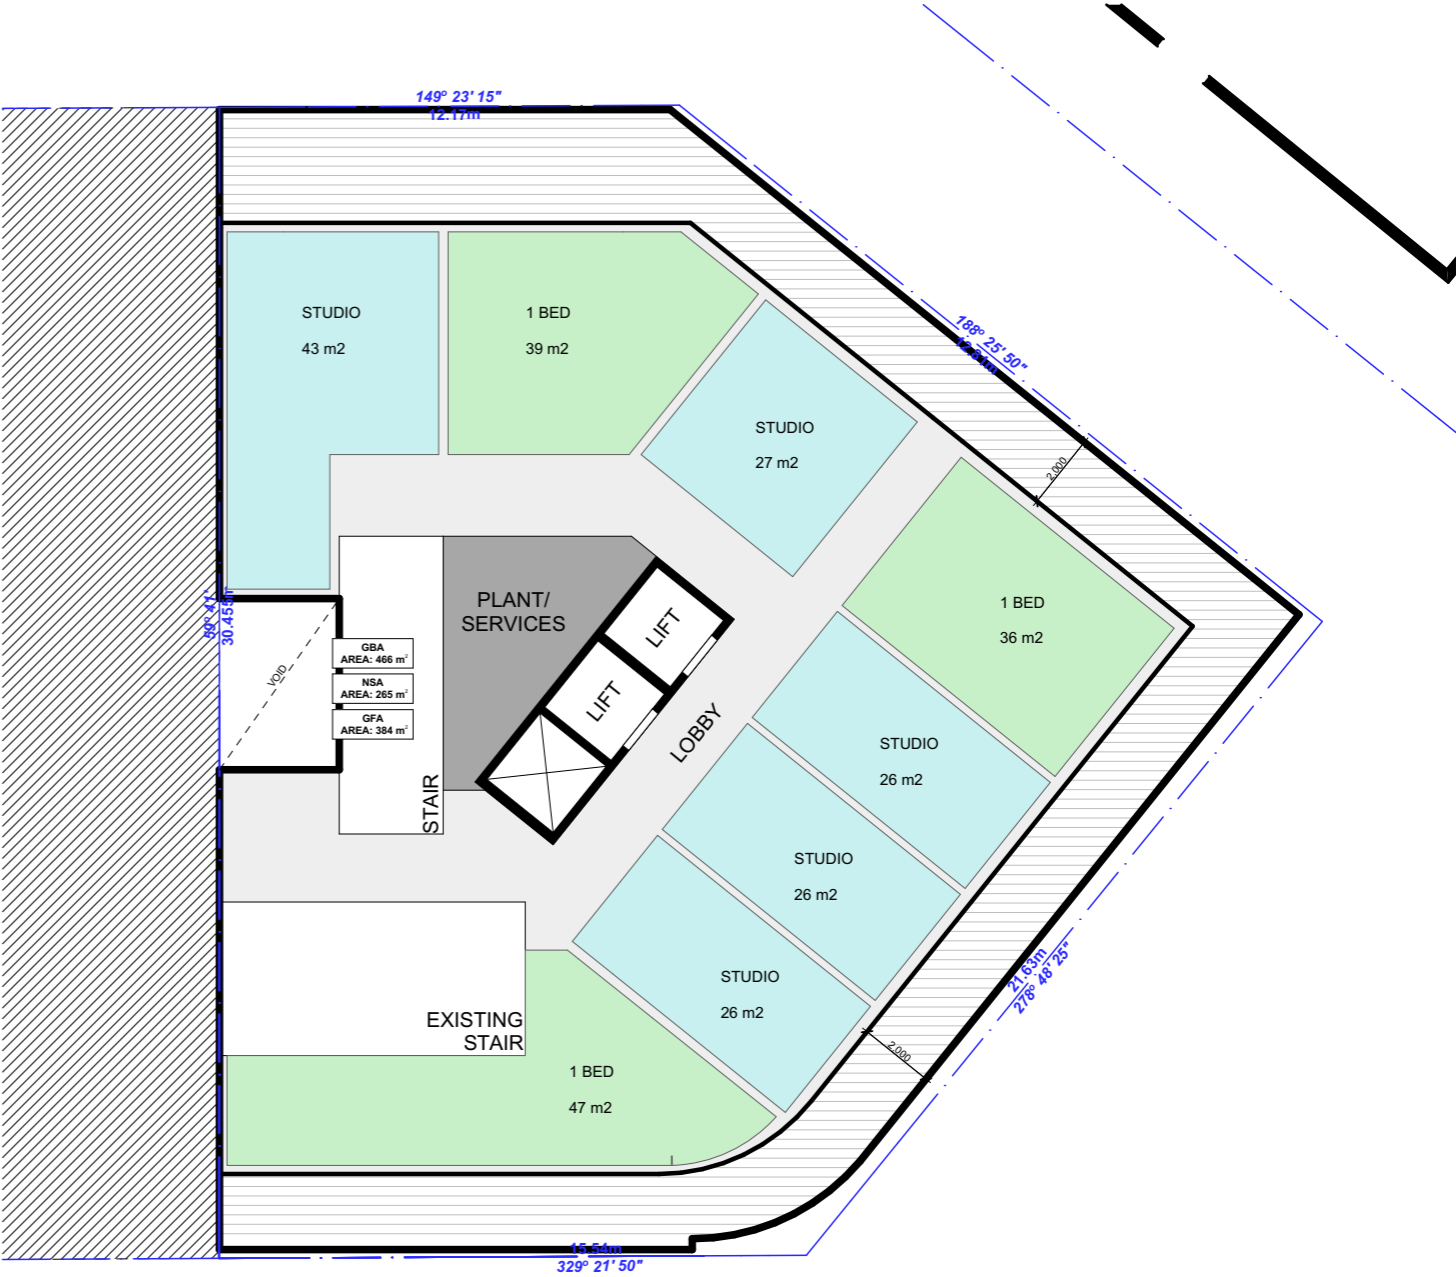 149° 23' 15"
12.17m
188° 25' 50"
STUDIO
43 m2
1 BED
39 m2
STUDIO
27 m2
2,000
1 BED
36 m2
PLANT/
SERVICES
LIFT
LIFT
LOBBY
59° 41'
30.455m
VOID
GBA
AREA: 466 m²
NSA
AREA: 265 m²
GFA
AREA: 384 m²
STAIR
STUDIO
26 m2
STUDIO
26 m2
STUDIO
26 m2
21.63m
278° 48' 25"
EXISTING
STAIR
2,000
1 BED
47 m2
15.54m
329° 21' 50"